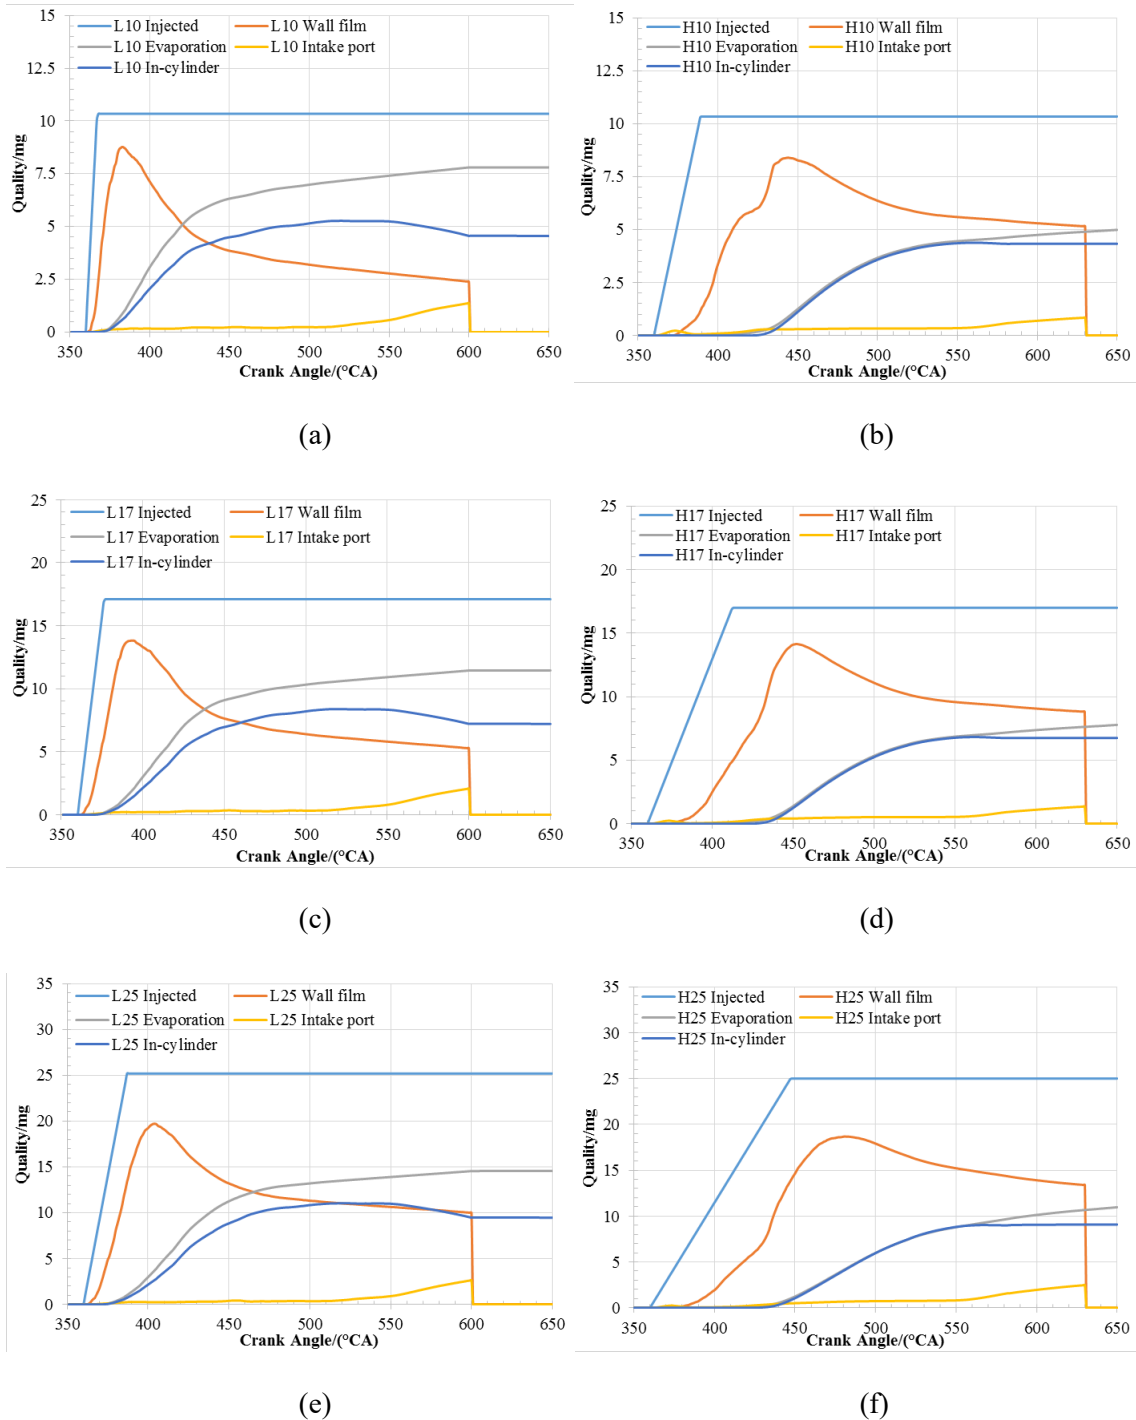 15
12.5
10
7.5
5
2.5
0
Quality/mg
L10 Injected
L10 Wall film
L10 Evaporation
L10 Intake port
L10 In-cylinder
350 400 450 500 550 600 650
Crank Angle/(°CA)
(a)
15
12.5
10
7.5
5
2.5
0
Quality/mg
H10 Injected
H10 Wall film
H10 Evaporation
H10 Intake port
H10 In-cylinder
350 400 450 500 550 600 650
Crank Angle/(°CA)
(b)
25
20
15
10
5
0
Quality/mg
L17 Injected
L17 Wall film
L17 Evaporation
L17 Intake port
L17 In-cylinder
350 400 450 500 550 600 650
Crank Angle/(°CA)
(c)
25
20
15
10
5
0
Quality/mg
H17 Injected
H17 Wall film
H17 Evaporation
H17 Intake port
H17 In-cylinder
350 400 450 500 550 600 650
Crank Angle/(°CA)
(d)
35
30
25
20
15
10
5
0
Quality/mg
L25 Injected
L25 Wall film
L25 Evaporation
L25 Intake port
L25 In-cylinder
350 400 450 500 550 600 650
Crank Angle/(°CA)
(e)
35
30
25
20
15
10
5
0
Quality/mg
H25 Injected
H25 Wall film
H25 Evaporation
H25 Intake port
H25 In-cylinder
350 400 450 500 550 600 650
Crank Angle/(°CA)
(f)